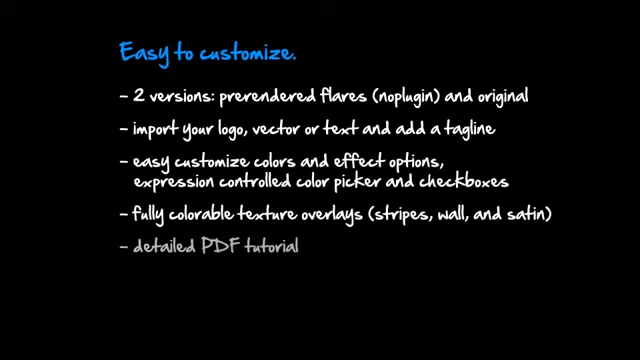 Easy to customize.
- 2 versions: prerendered flares (noplugin) and original
- import your logo, vector or text and add a tagline
- easy customize colors and effect options,
expression controlled color picker and checkboxes
- fully colorable texture overlays (stripes, wall, and satin)
- detailed PDF tutorial